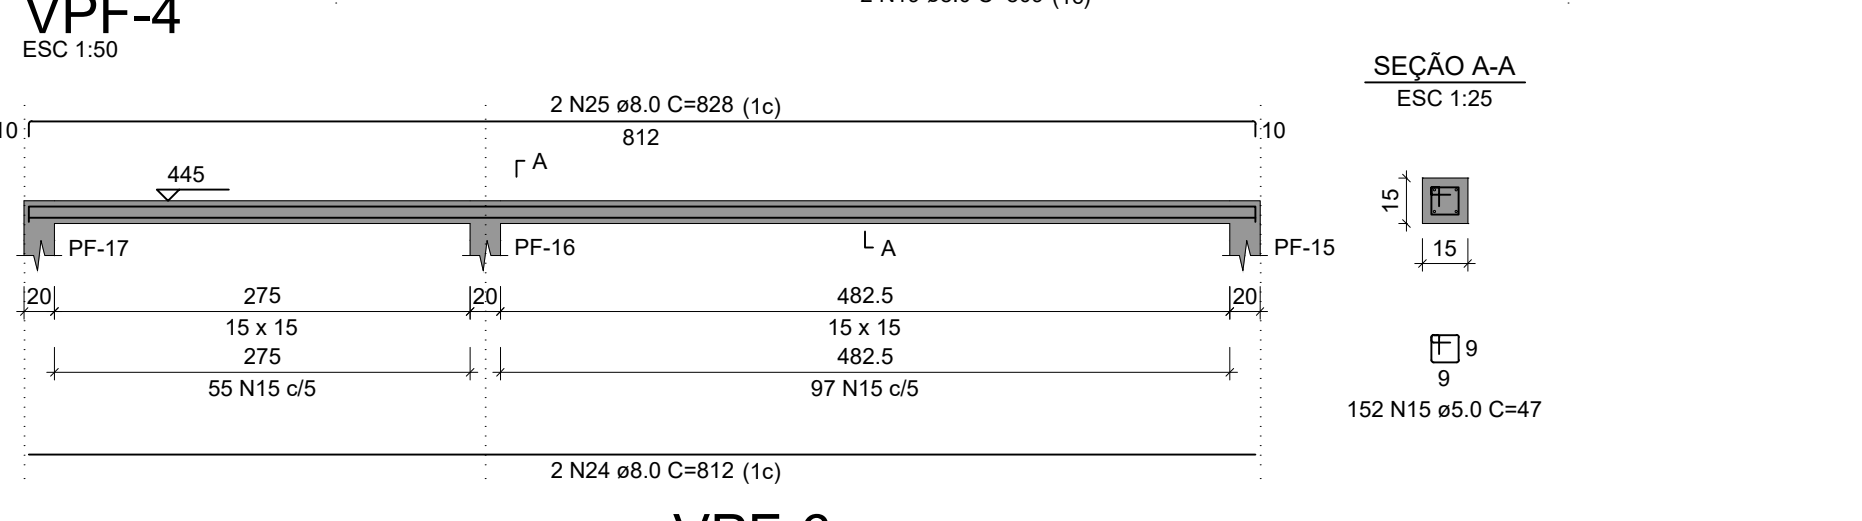 VPF-4
ESC 1:50
2 N25 ø8.0 C=828 (1c)
10
812
10
A
445
PF-17
PF-16
A
PF-15
20
275
20
482.5
20
15 x 15
15 x 15
275
482.5
55 N15 c/5
97 N15 c/5
2 N24 ø8.0 C=812 (1c)
SEÇÃO A-A
ESC 1:25
15
15
9
9
152 N15 ø5.0 C=47